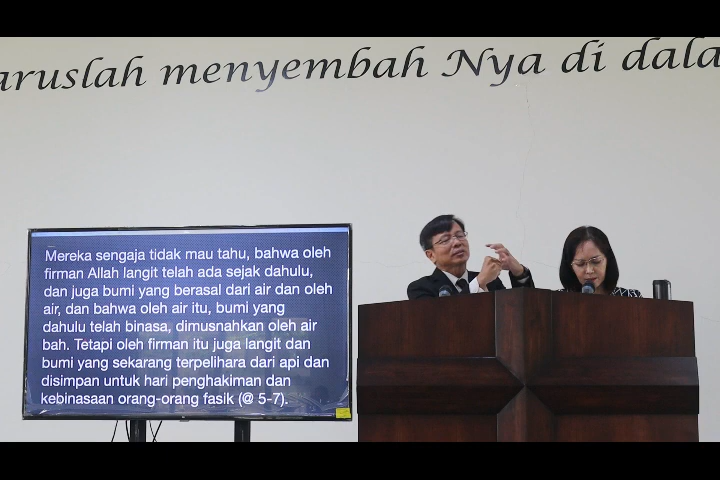 aruslah menyembah Nya di dala
Mereka sengaja tidak mau tahu, bahwa oleh
firman Allah langit telah ada sejak dahulu,
dan juga bumi yang berasal dari air dan oleh
air, dan bahwa oleh air itu, bumi yang
dahulu telah binasa, dimusnahkan oleh air
bah. Tetapi oleh firman itu juga langit dan
bumi yang sekarang terpelihara dari api dan
disimpan untuk hari penghakiman dan
kebinasaan orang-orang fasik (@ 5-7).